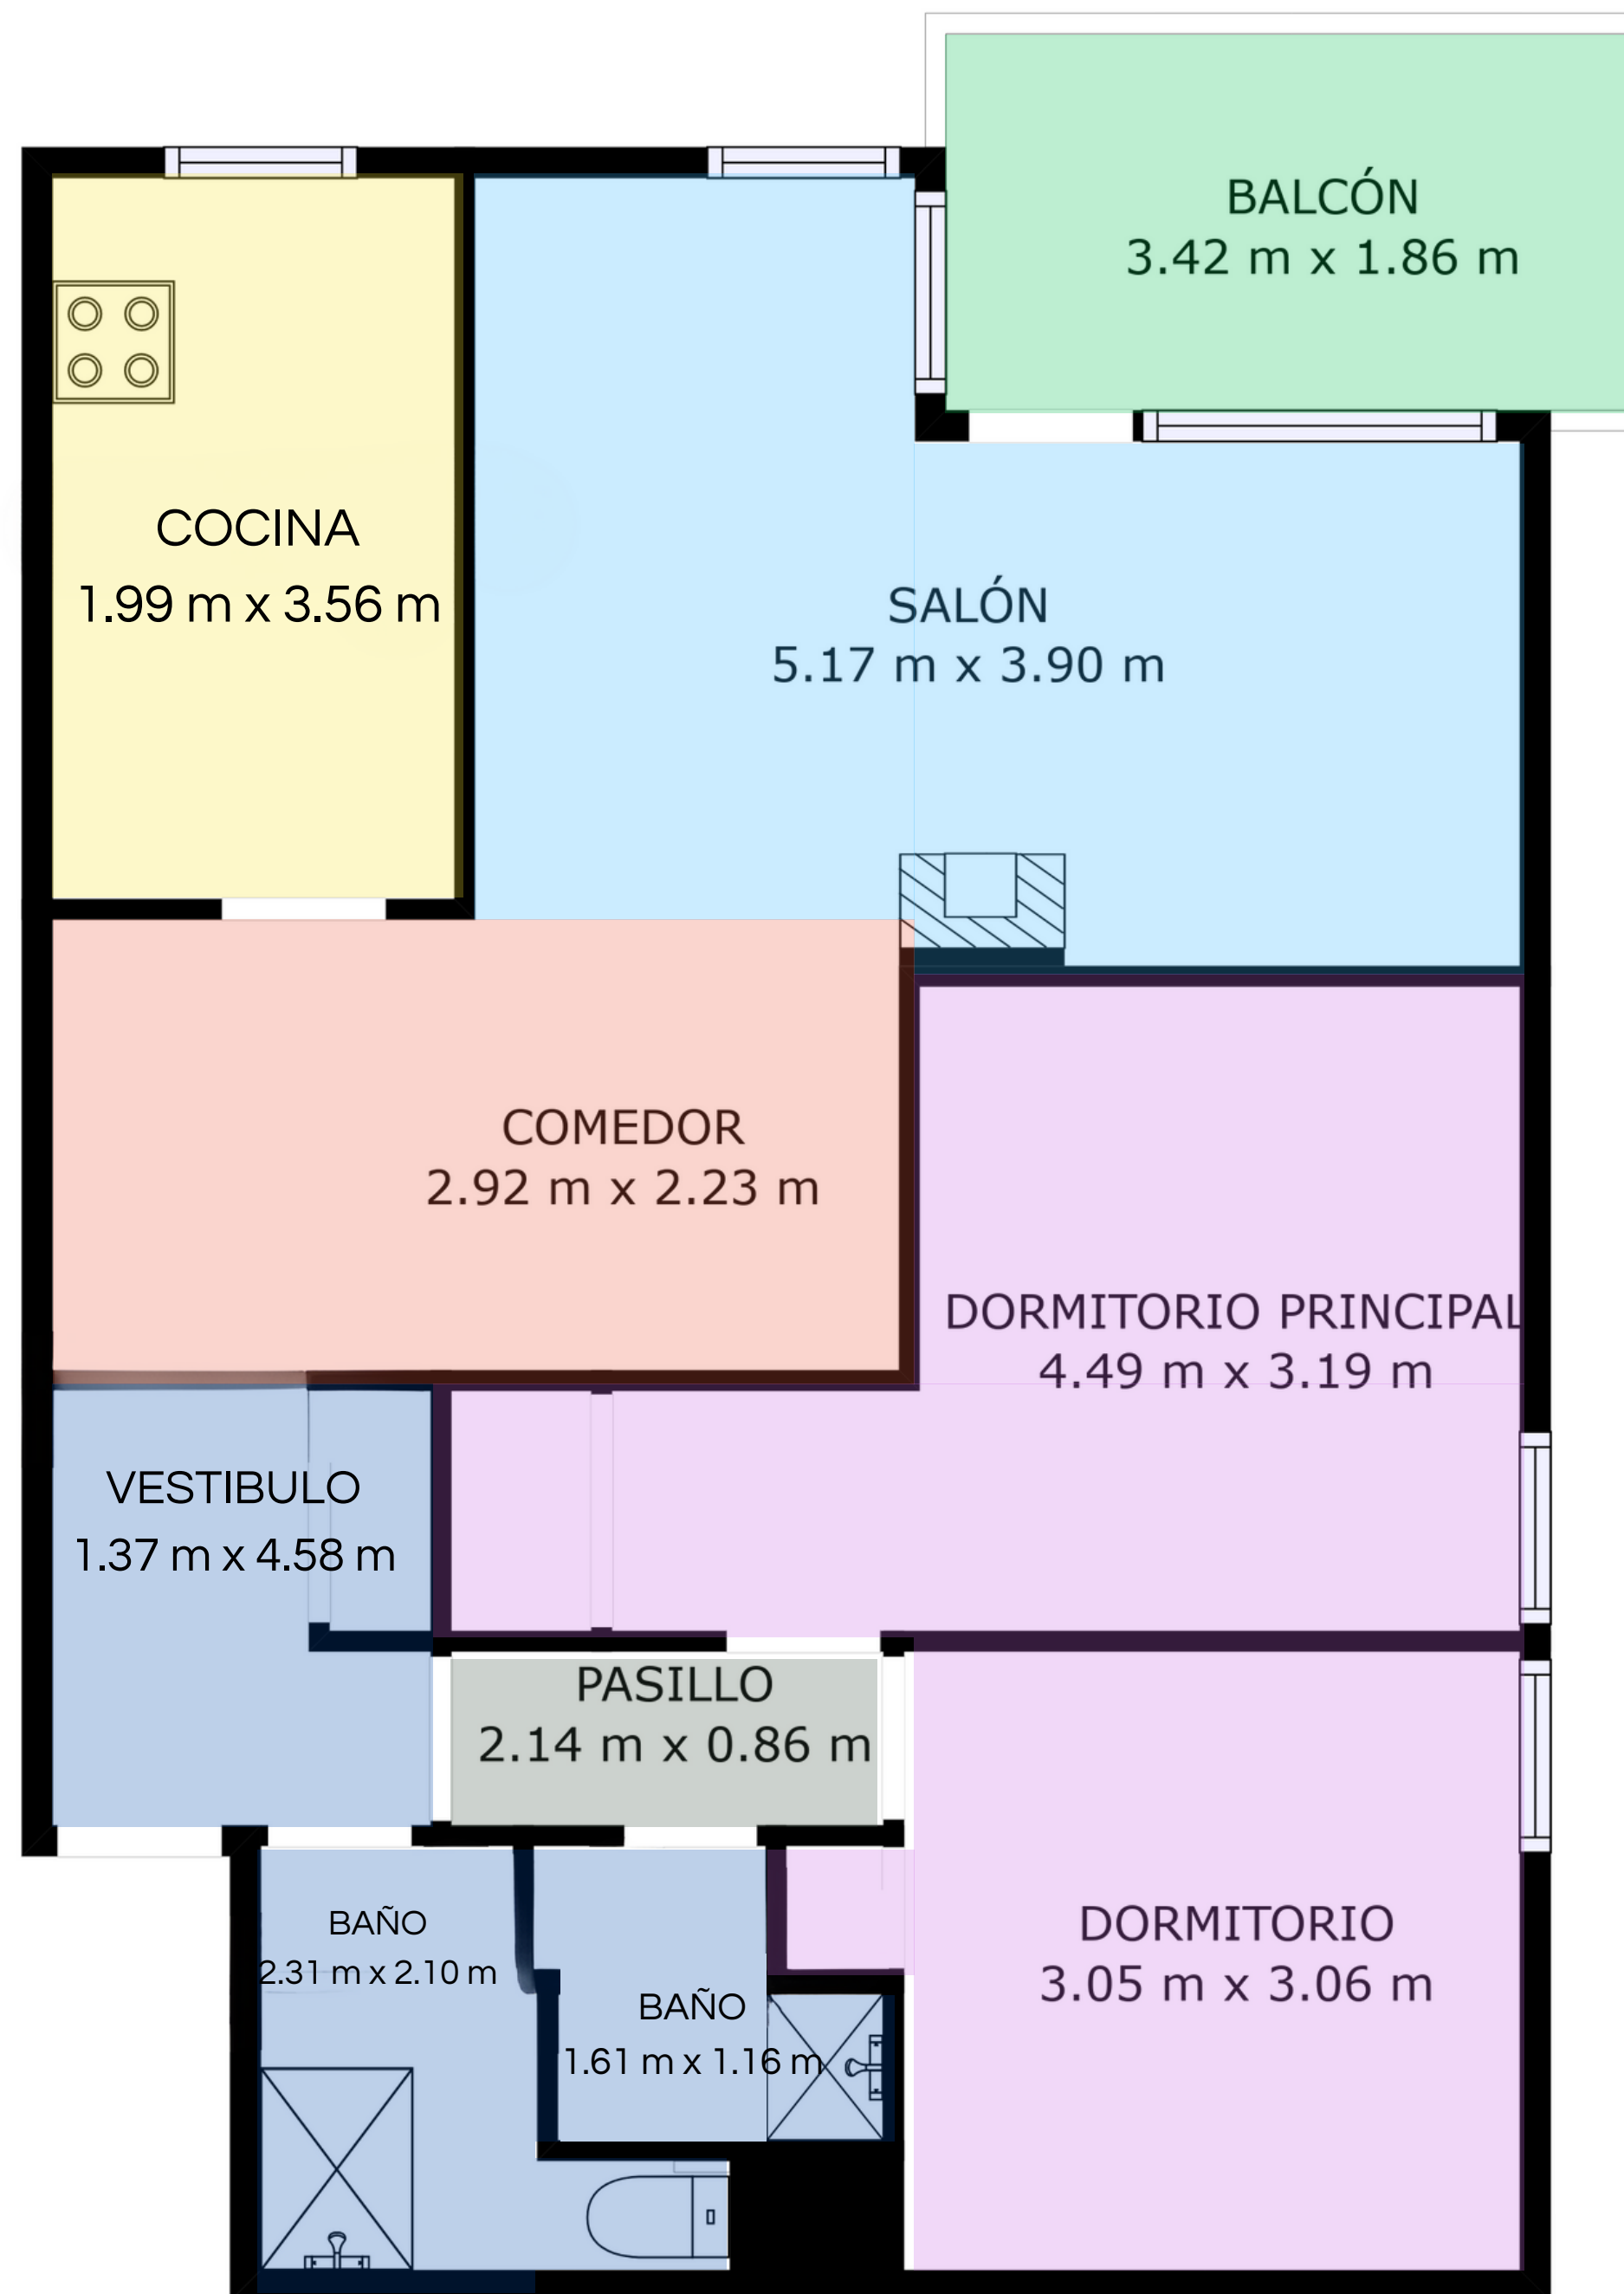 BALCÓN
3.42 m x 1.86 m
COCINA
1.99 m x 3.56 m
SALÓN
5.17 m x 3.90 m
COMEDOR
2.92 m x 2.23 m
DORMITORIO PRINCIPAL
4.49 m x 3.19 m
VESTIBULO
1.37 m x 4.58 m
PASILLO
2.14 m x 0.86 m
BAÑO
2.31 m x 2.10 m
BAÑO
1.61 m x 1.16 m
DORMITORIO
3.05 m x 3.06 m